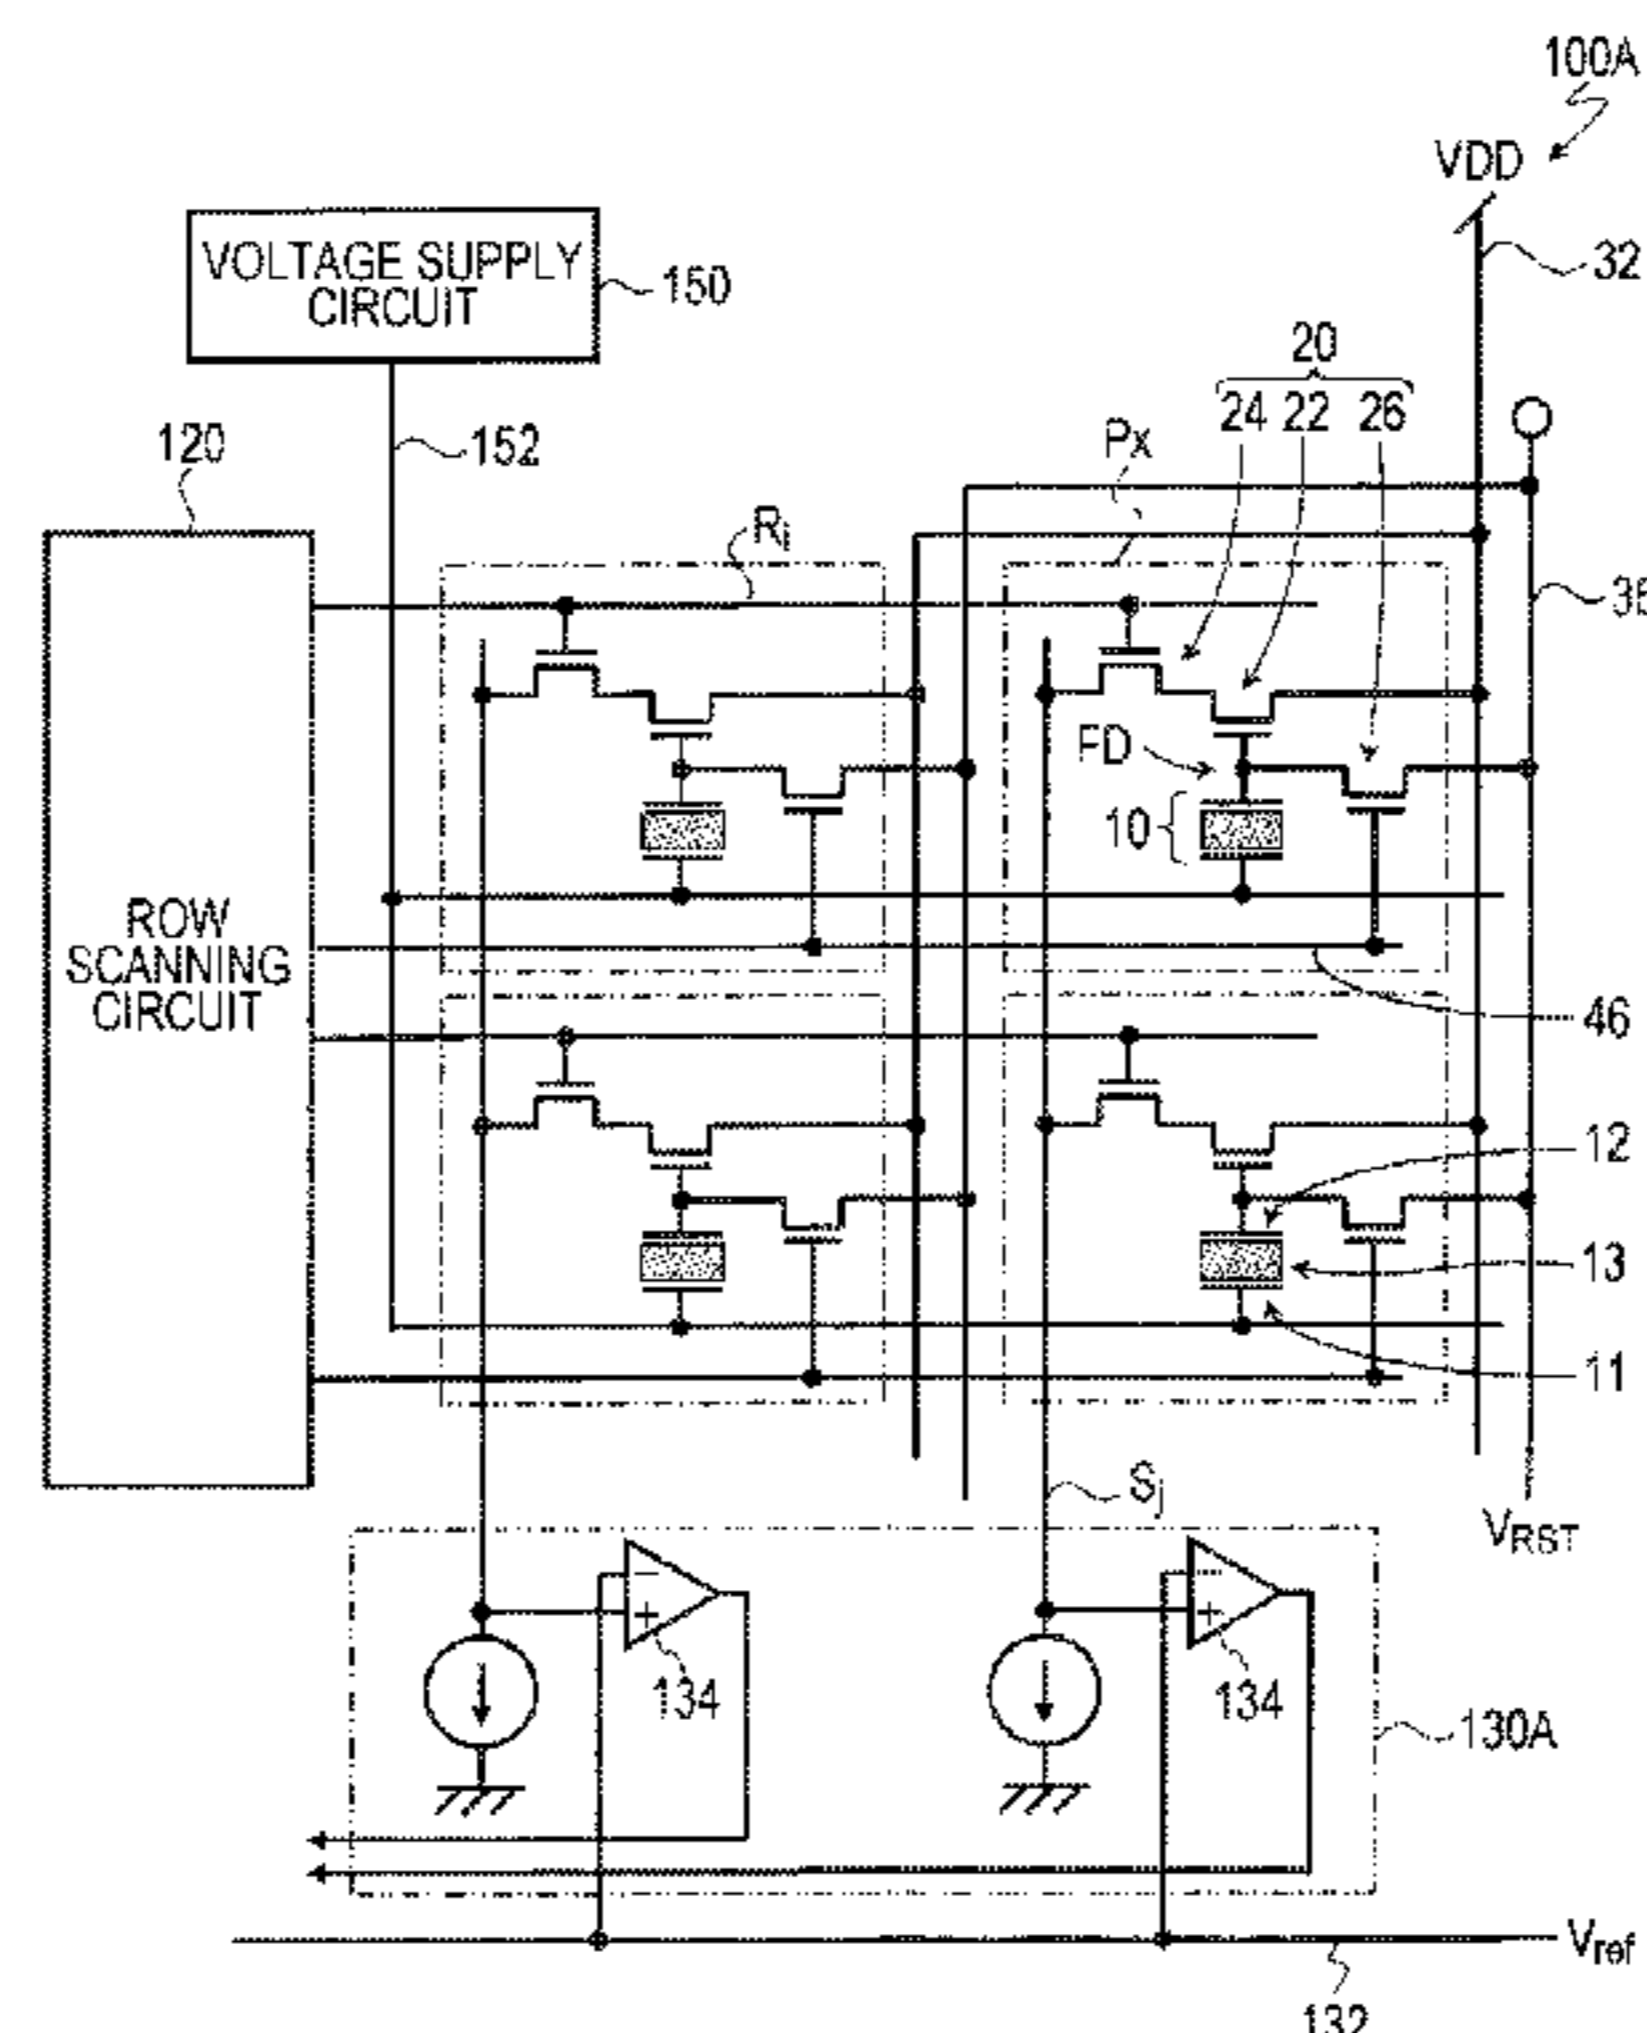 100A
VDD
VOLTAGE SUPPLY
CIRCUIT
150
32
20
24 22 26
Px
120
152
Ri
FD
10
ROW
SCANNING
CIRCUIT
46
12
13
11
Sj
VRST
− −
+ +
134 134
130A
Vref
132